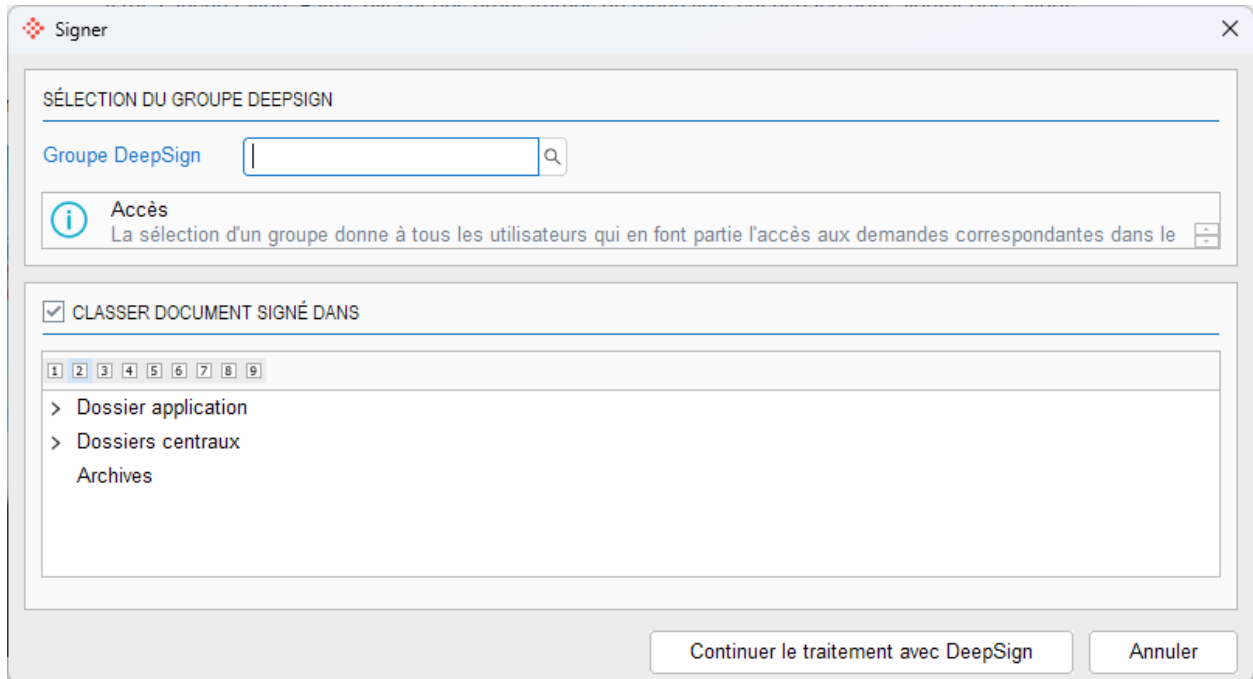 Signer
SÉLECTION DU GROUPE DEEPSIGN
Groupe DeepSign
Accès
La sélection d'un groupe donne à tous les utilisateurs qui en font partie l'accès aux demandes correspondantes dans le
CLASSER DOCUMENT SIGNÉ DANS
1 2 3 4 5 6 7 8 9
Dossier application
Dossiers centraux
Archives
Continuer le traitement avec DeepSign Annuler